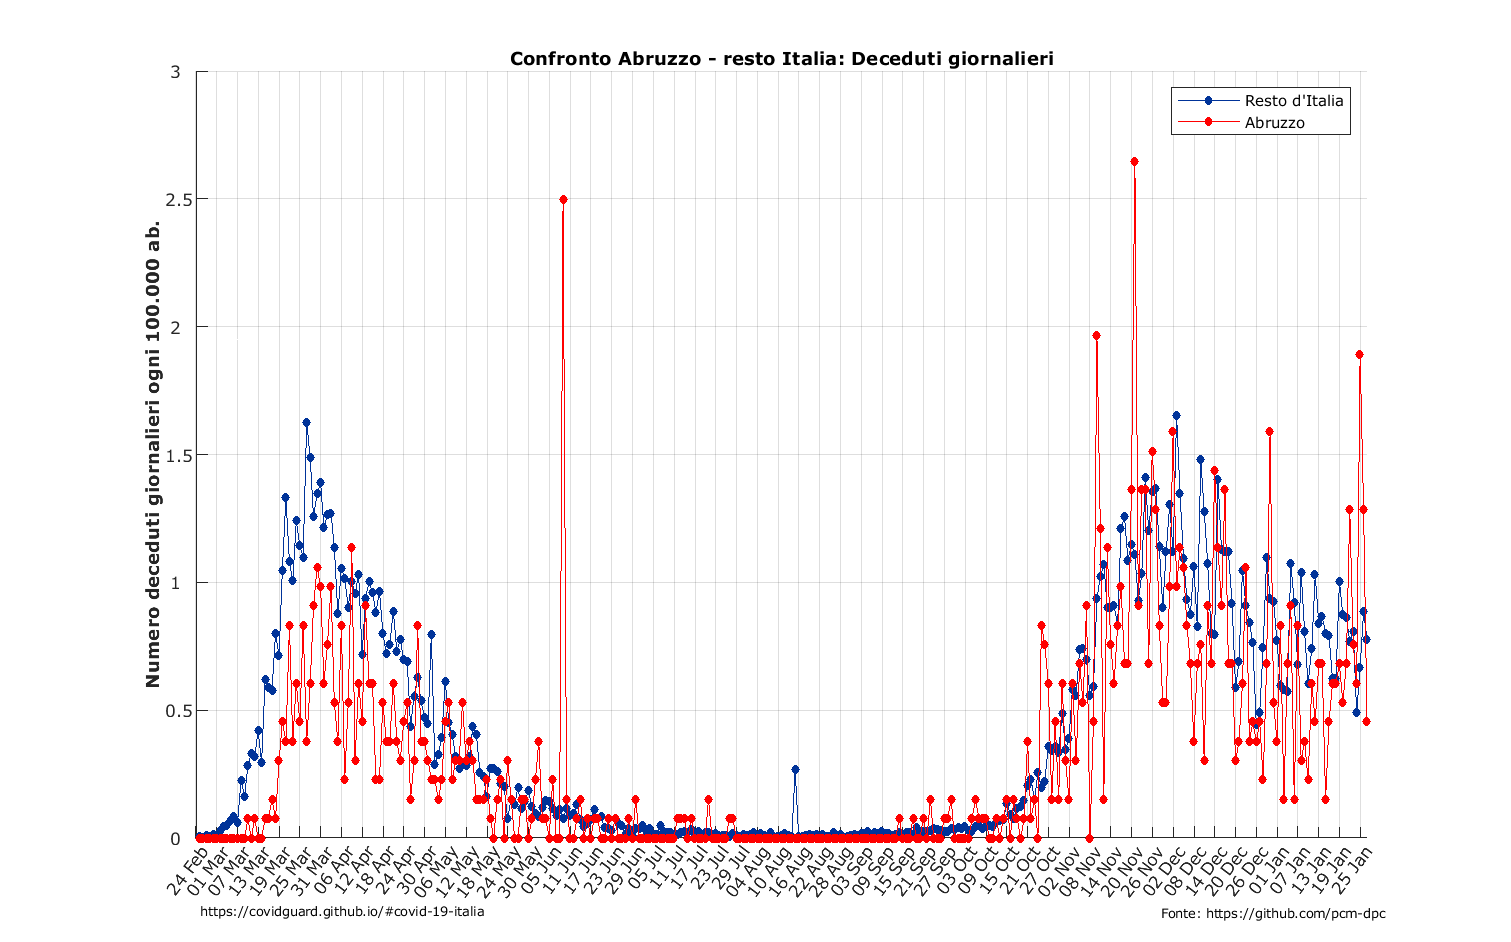 Confronto Abruzzo - resto Italia: Deceduti giornalieri
Numero deceduti giornalieri ogni 100.000 ab.
3
2.5
2
1.5
1
0.5
0
Resto d'Italia
Abruzzo
24 Feb
01 Mar
07 Mar
13 Mar
19 Mar
25 Mar
31 Mar
06 Apr
12 Apr
18 Apr
24 Apr
30 Apr
06 May
12 May
18 May
24 May
30 May
05 Jun
11 Jun
17 Jun
23 Jun
29 Jun
05 Jul
11 Jul
17 Jul
23 Jul
29 Jul
04 Aug
10 Aug
16 Aug
22 Aug
28 Aug
03 Sep
09 Sep
15 Sep
21 Sep
27 Sep
03 Oct
09 Oct
15 Oct
21 Oct
27 Oct
02 Nov
08 Nov
14 Nov
20 Nov
26 Nov
02 Dec
08 Dec
14 Dec
20 Dec
26 Dec
01 Jan
07 Jan
13 Jan
19 Jan
25 Jan
https://covidguard.github.io/#covid-19-italia
Fonte: https://github.com/pcm-dpc